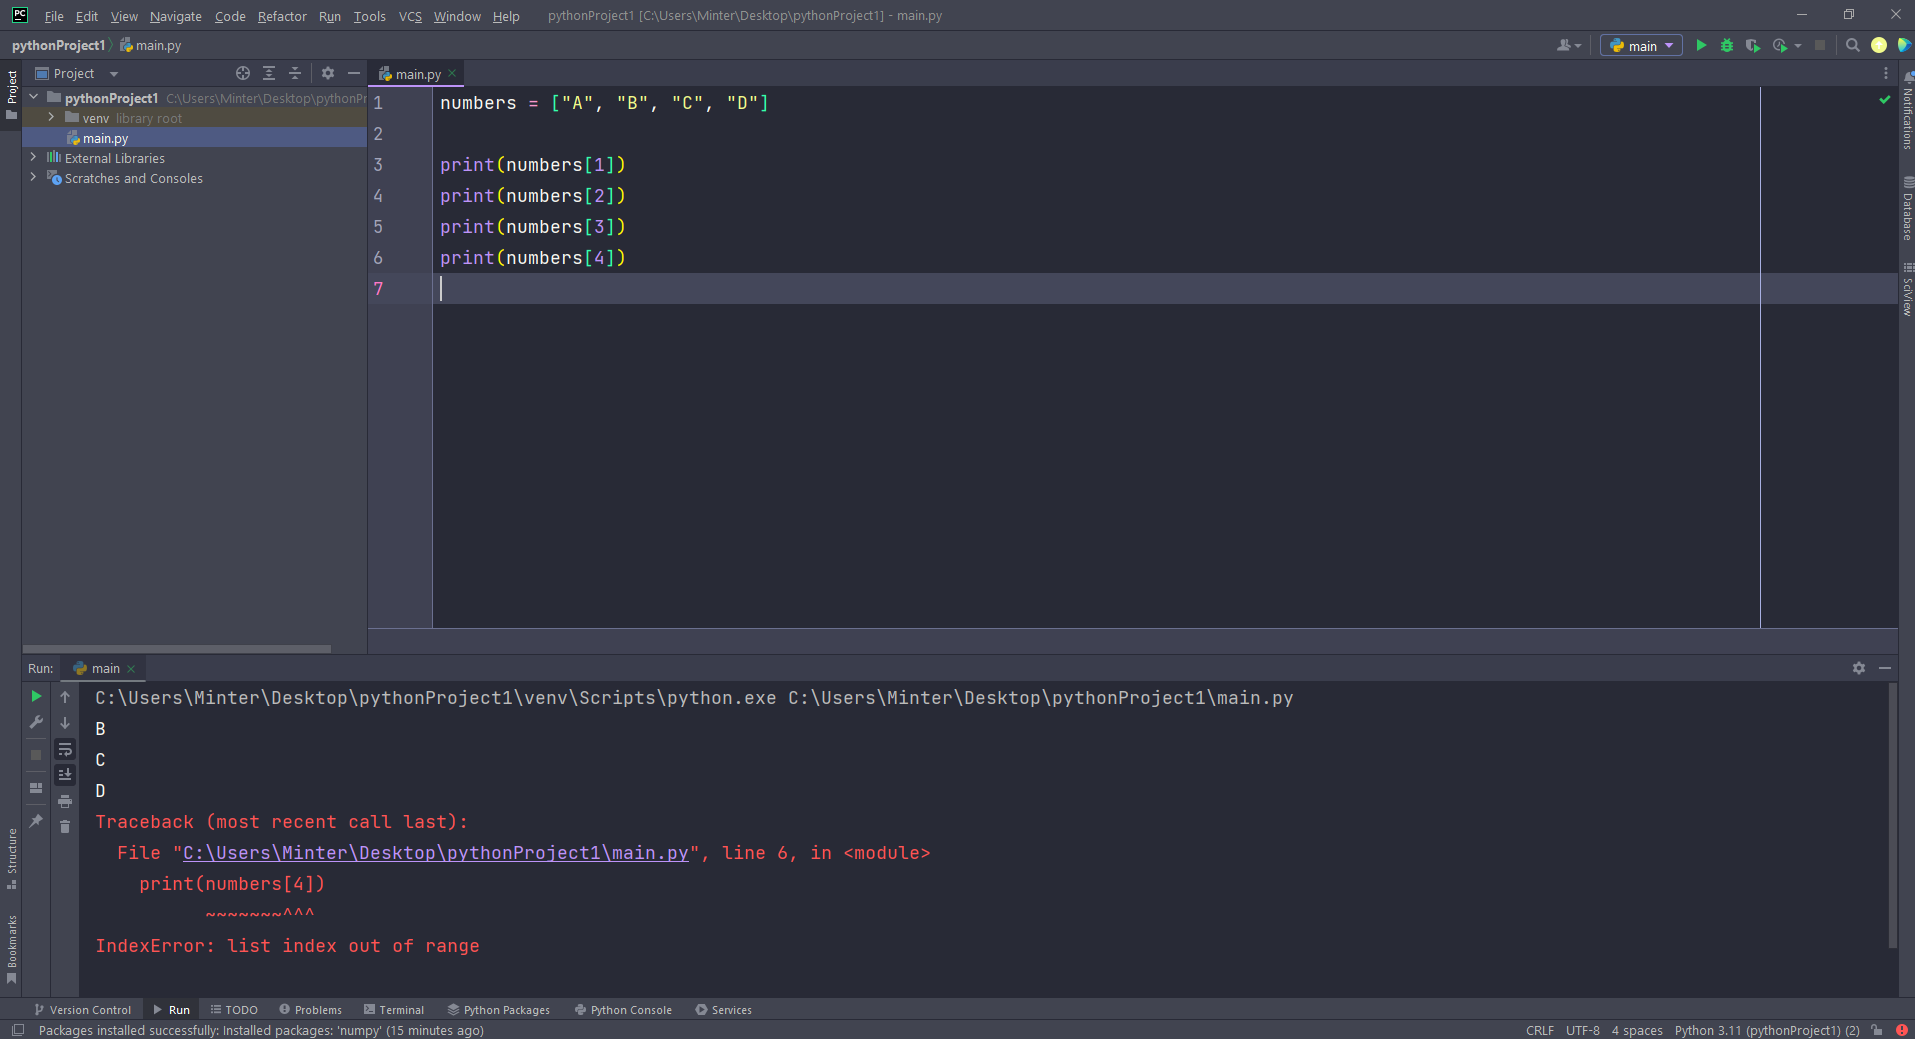 PC File Edit View Navigate Code Refactor Run Tools VCS Window Help pythonProject1 [C:\Users\Minter\Desktop\pythonProject1] - main.py
pythonProject1 main.py main
Project main.py
Project
pythonProject1 C:\Users\Minter\Desktop\pythonPr
venv library root
main.py
External Libraries
Scratches and Consoles
1 numbers = ["A", "B", "C", "D"]
2
3 print(numbers[1])
4 print(numbers[2])
5 print(numbers[3])
6 print(numbers[4])
7
Notifications
Database
SciView
Run: main
C:\Users\Minter\Desktop\pythonProject1\venv\Scripts\python.exe C:\Users\Minter\Desktop\pythonProject1\main.py
B
C
D
Traceback (most recent call last):
File "C:\Users\Minter\Desktop\pythonProject1\main.py", line 6, in <module>
print(numbers[4])
~~~~~~~^^^
IndexError: list index out of range
Structure
Bookmarks
Version Control Run TODO Problems Terminal Python Packages Python Console Services
Packages installed successfully: Installed packages: 'numpy' (15 minutes ago) CRLF UTF-8 4 spaces Python 3.11 (pythonProject1) (2)